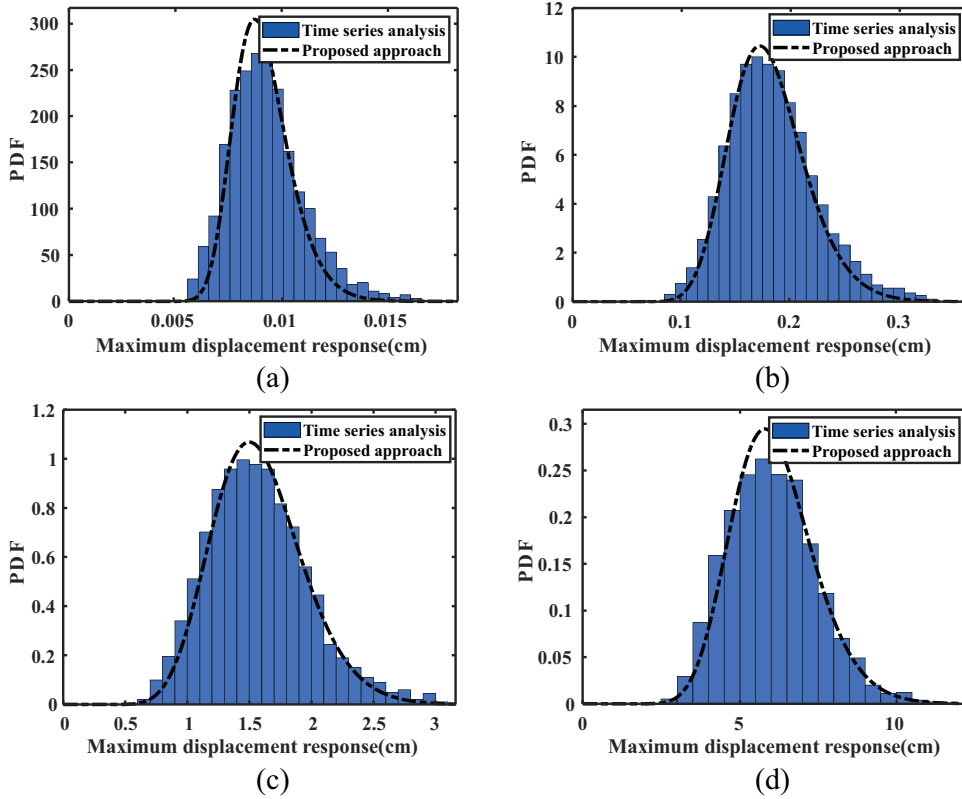 300
250
200
150
100
50
0
PDF
Time series analysis
Proposed approach
0 0.005 0.01 0.015
Maximum displacement response(cm)
(a)
12
10
8
6
4
2
0
PDF
Time series analysis
Proposed approach
0 0.1 0.2 0.3
Maximum displacement response(cm)
(b)
1.2
1
0.8
0.6
0.4
0.2
0
PDF
Time series analysis
Proposed approach
0 0.5 1 1.5 2 2.5 3
Maximum displacement response(cm)
(c)
0.3
0.25
0.2
0.15
0.1
0.05
0
PDF
Time series analysis
Proposed approach
0 5 10
Maximum displacement response(cm)
(d)